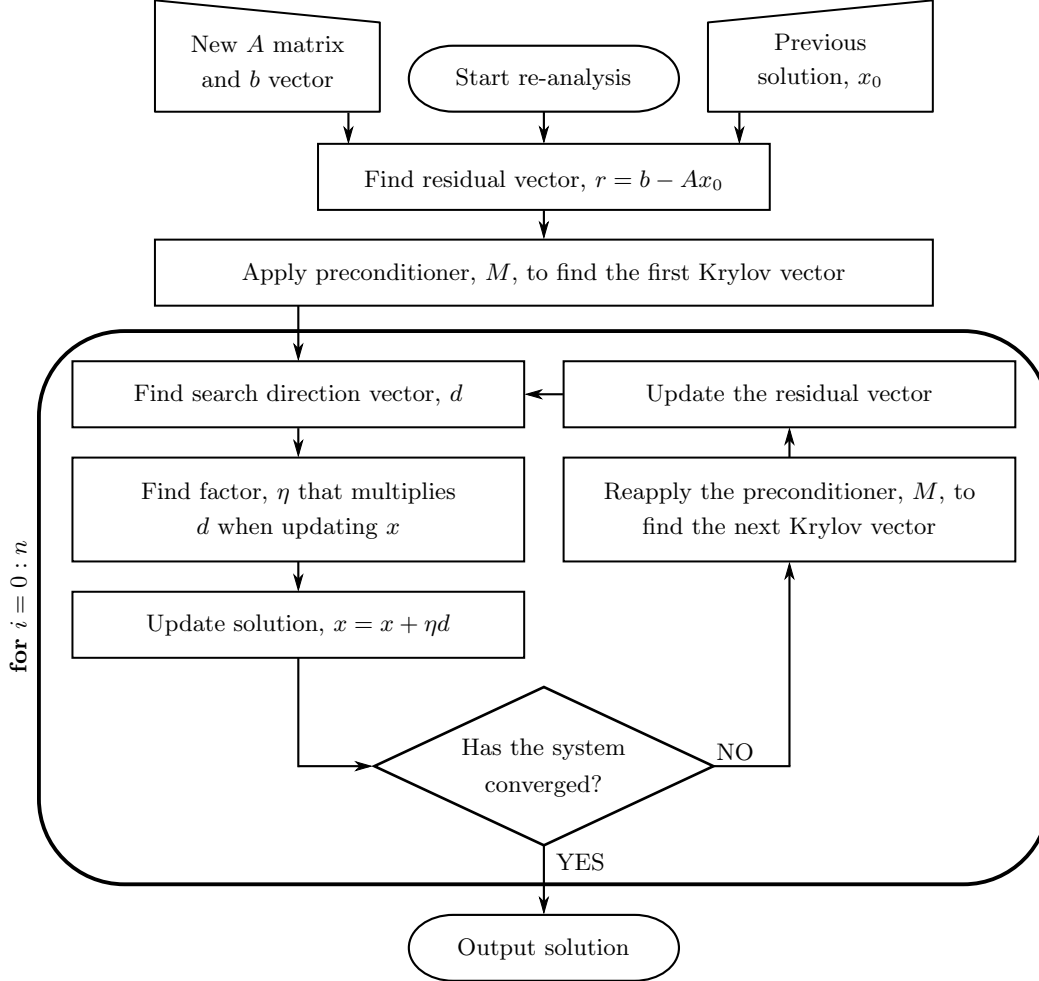 New A matrix
and b vector
Start re-analysis
Previous
solution, x₀
Find residual vector, r = b − Ax₀
Apply preconditioner, M, to find the first Krylov vector
for i = 0 : n
Find search direction vector, d
Find factor, η that multiplies
d when updating x
Update solution, x = x + ηd
Has the system
converged?
NO
Reapply the preconditioner, M, to
find the next Krylov vector
Update the residual vector
YES
Output solution